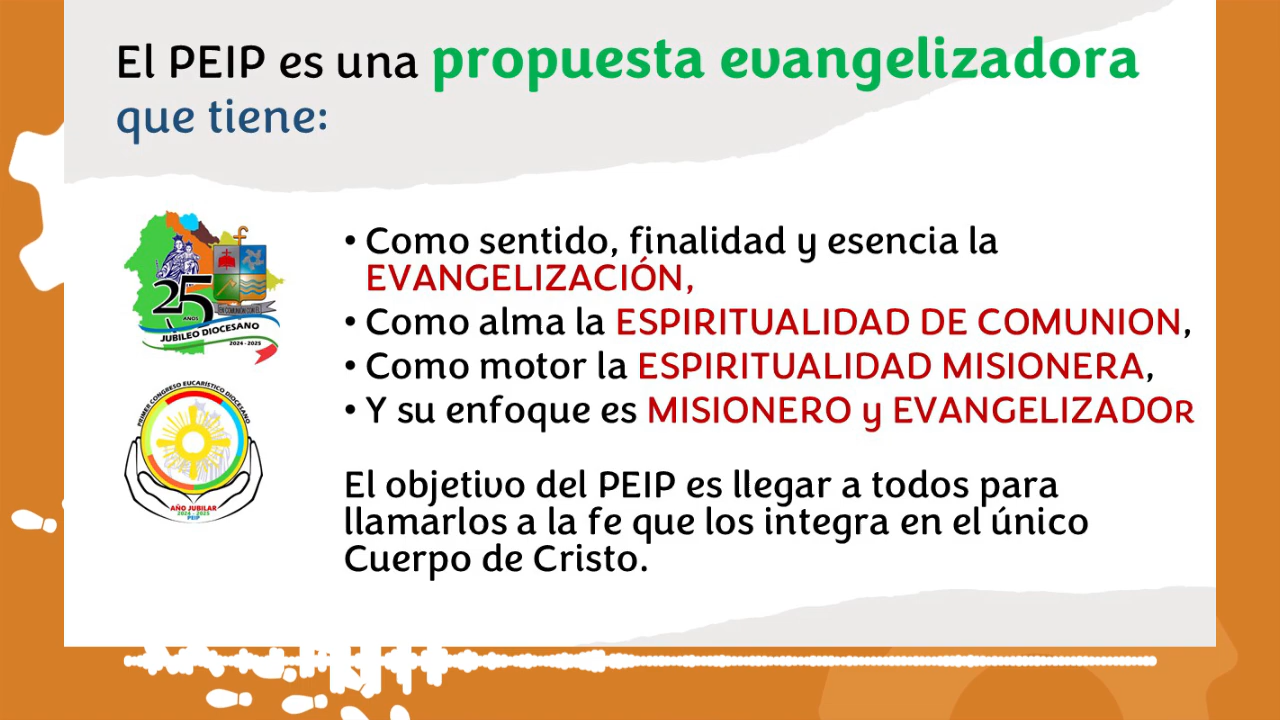 El PEIP es una propuesta evangelizadora
que tiene:
• Como sentido, finalidad y esencia la
EVANGELIZACIÓN,
• Como alma la ESPIRITUALIDAD DE COMUNION,
• Como motor la ESPIRITUALIDAD MISIONERA,
• Y su enfoque es MISIONERO y EVANGELIZADOR
El objetivo del PEIP es llegar a todos para
llamarlos a la fe que los integra en el único
Cuerpo de Cristo.
25
AÑOS
JUBILEO DIOCESANO
2024 - 2025
PRIMER CONGRESO EUCARÍSTICO DIOCESANO
AÑO JUBILAR
2024 - 2025
PEIP